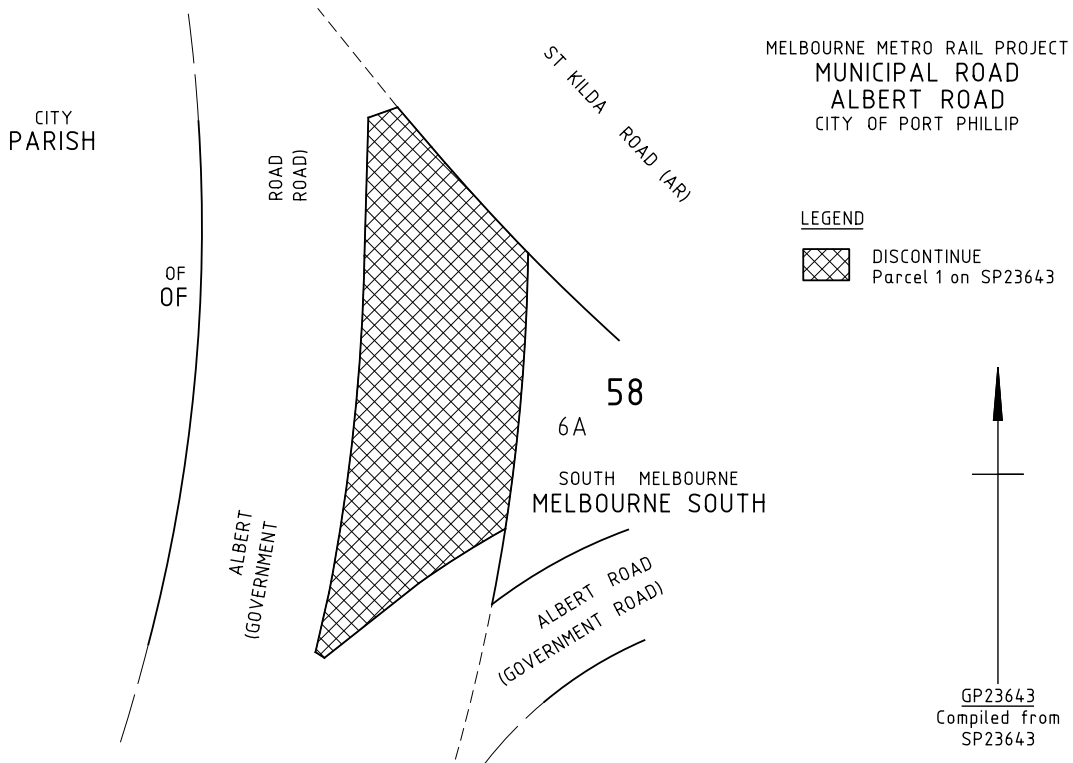 MELBOURNE METRO RAIL PROJECT
MUNICIPAL ROAD
ALBERT ROAD
CITY OF PORT PHILLIP
CITY
PARISH
ST KILDA ROAD (AR)
ROAD
ROAD)
LEGEND
DISCONTINUE
Parcel 1 on SP23643
OF
OF
58
6A
SOUTH MELBOURNE
MELBOURNE SOUTH
ALBERT
(GOVERNMENT
ALBERT ROAD
(GOVERNMENT ROAD)
GP23643
Compiled from
SP23643